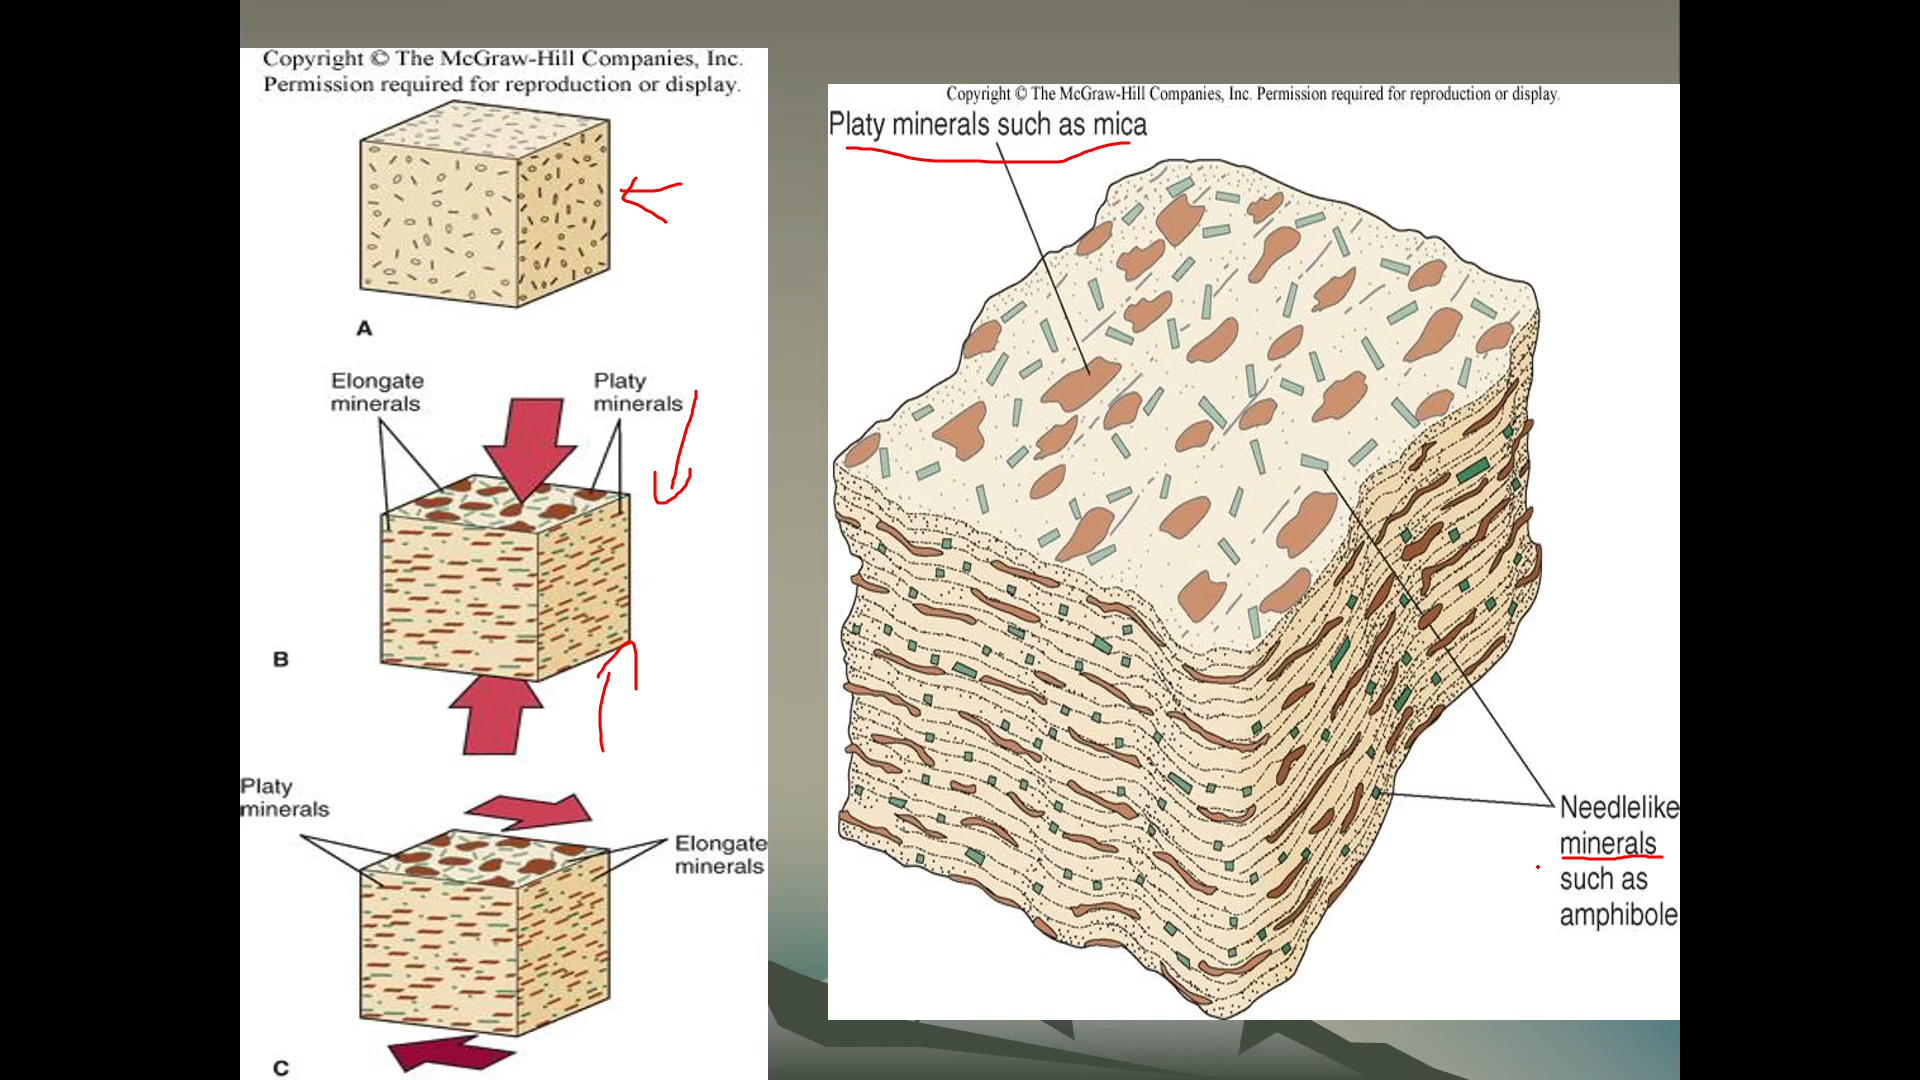 Copyright © The McGraw-Hill Companies, Inc.
Permission required for reproduction or display.
A
Elongate
minerals
Platy
minerals
B
Platy
minerals
Elongate
minerals
C
Copyright © The McGraw-Hill Companies, Inc. Permission required for reproduction or display.
Platy minerals such as mica
Needlelike
minerals
such as
amphibole